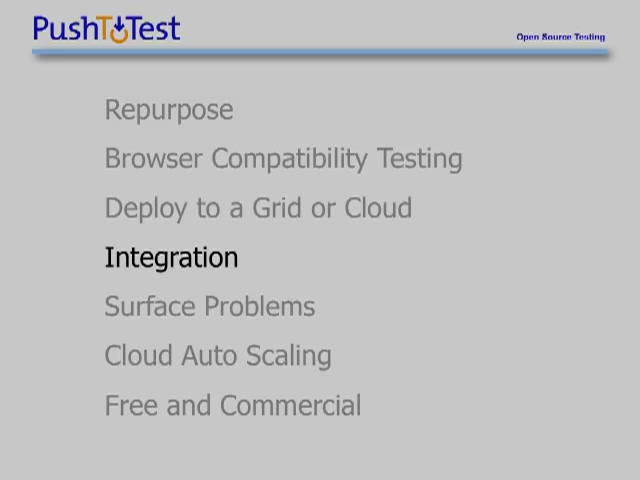 PushToTest
Open Source Testing
Repurpose
Browser Compatibility Testing
Deploy to a Grid or Cloud
Integration
Surface Problems
Cloud Auto Scaling
Free and Commercial